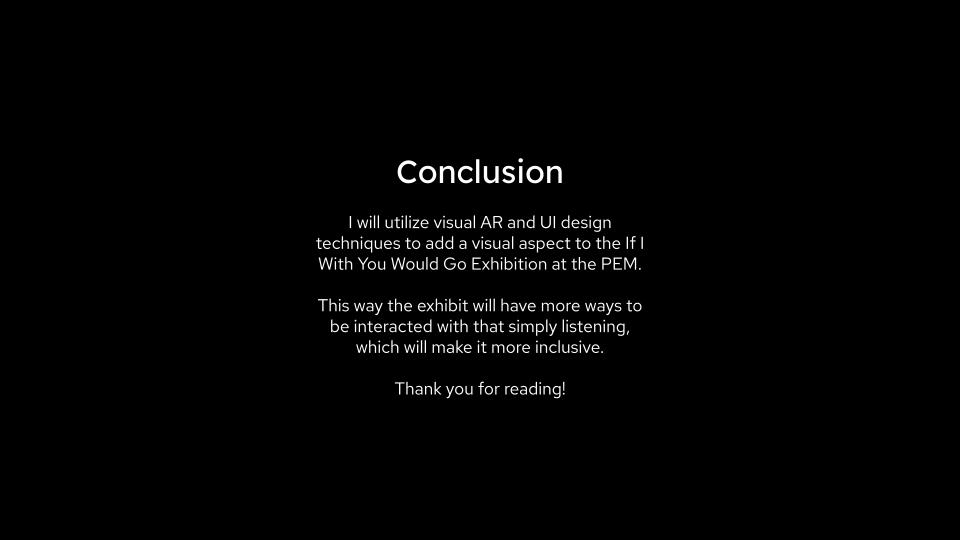 Conclusion
I will utilize visual AR and UI design
techniques to add a visual aspect to the If I
With You Would Go Exhibition at the PEM.
This way the exhibit will have more ways to
be interacted with that simply listening,
which will make it more inclusive.
Thank you for reading!